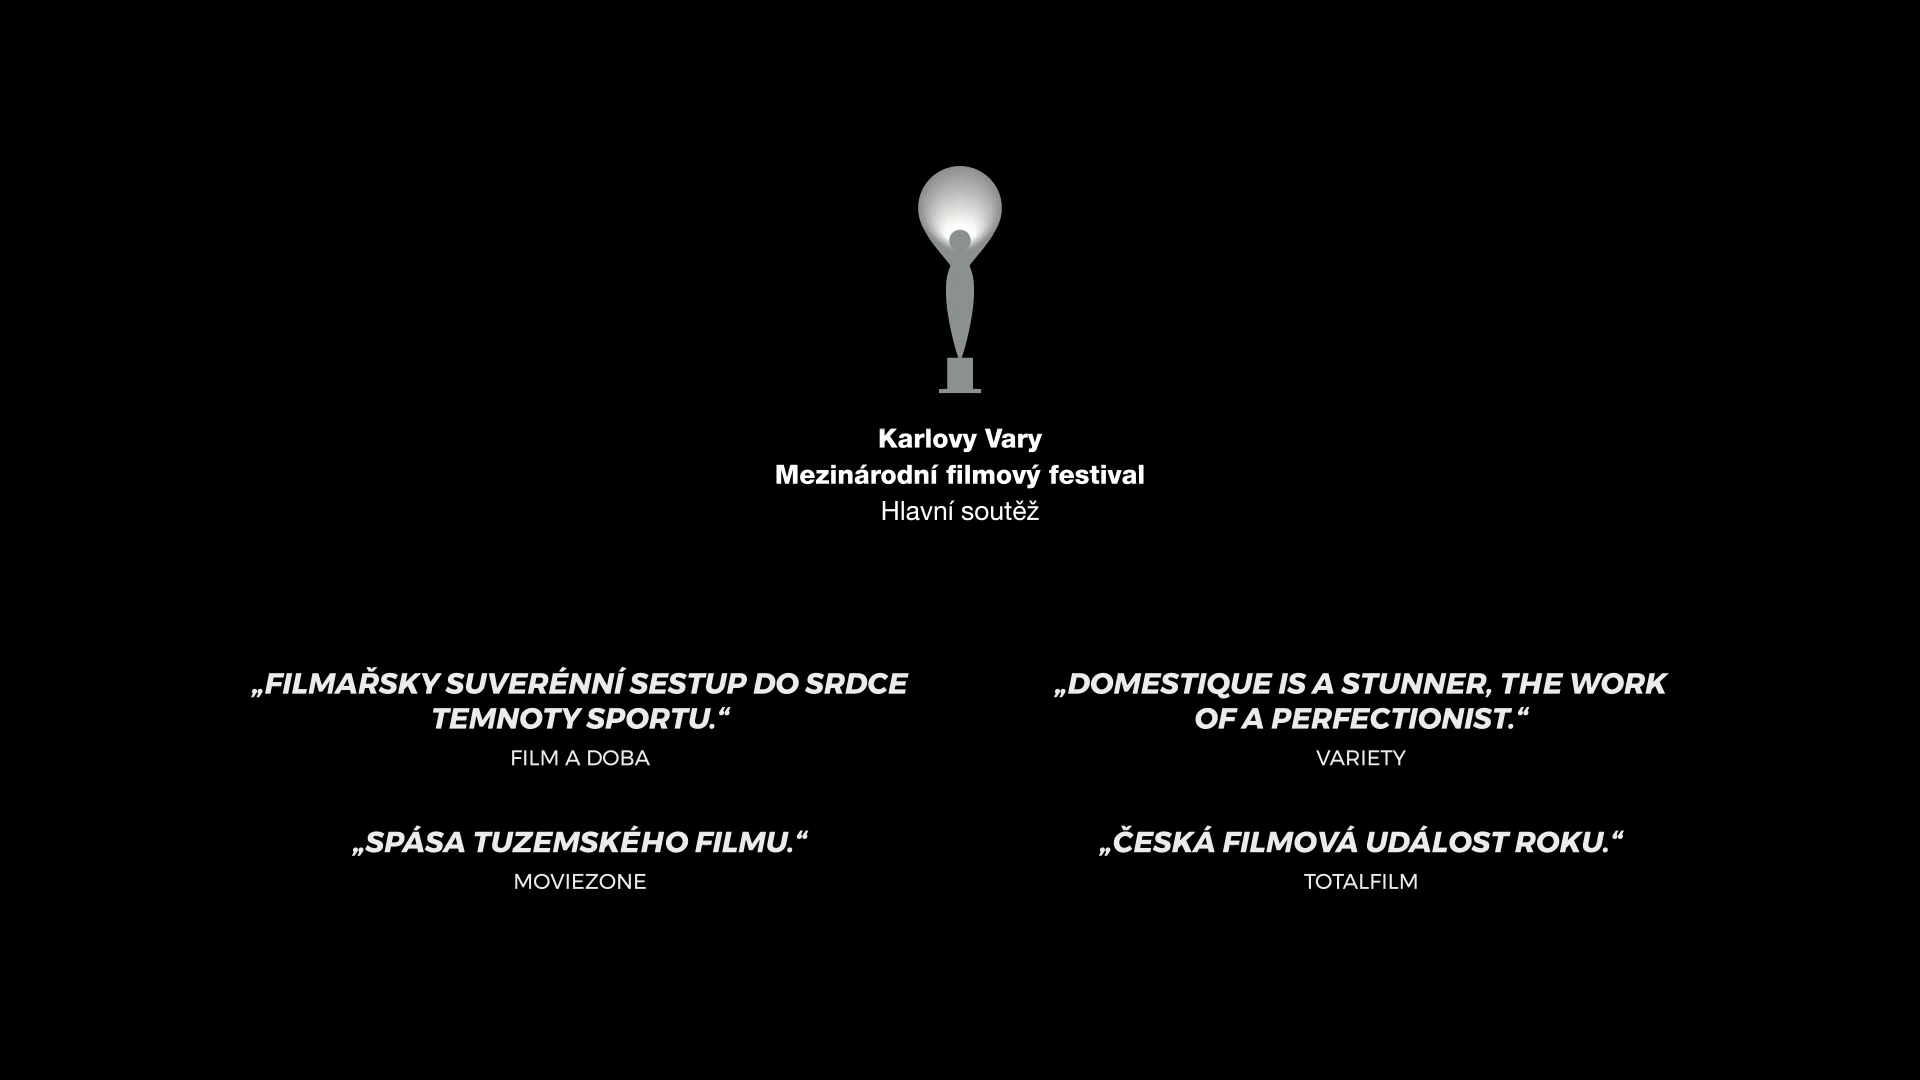 Karlovy Vary
Mezinárodní filmový festival
Hlavní soutěž
„FILMAŘSKY SUVERÉNNÍ SESTUP DO SRDCE
TEMNOTY SPORTU.“
FILM A DOBA
„DOMESTIQUE IS A STUNNER, THE WORK
OF A PERFECTIONIST.“
VARIETY
„SPÁSA TUZEMSKÉHO FILMU.“
MOVIEZONE
„ČESKÁ FILMOVÁ UDÁLOST ROKU.“
TOTALFILM